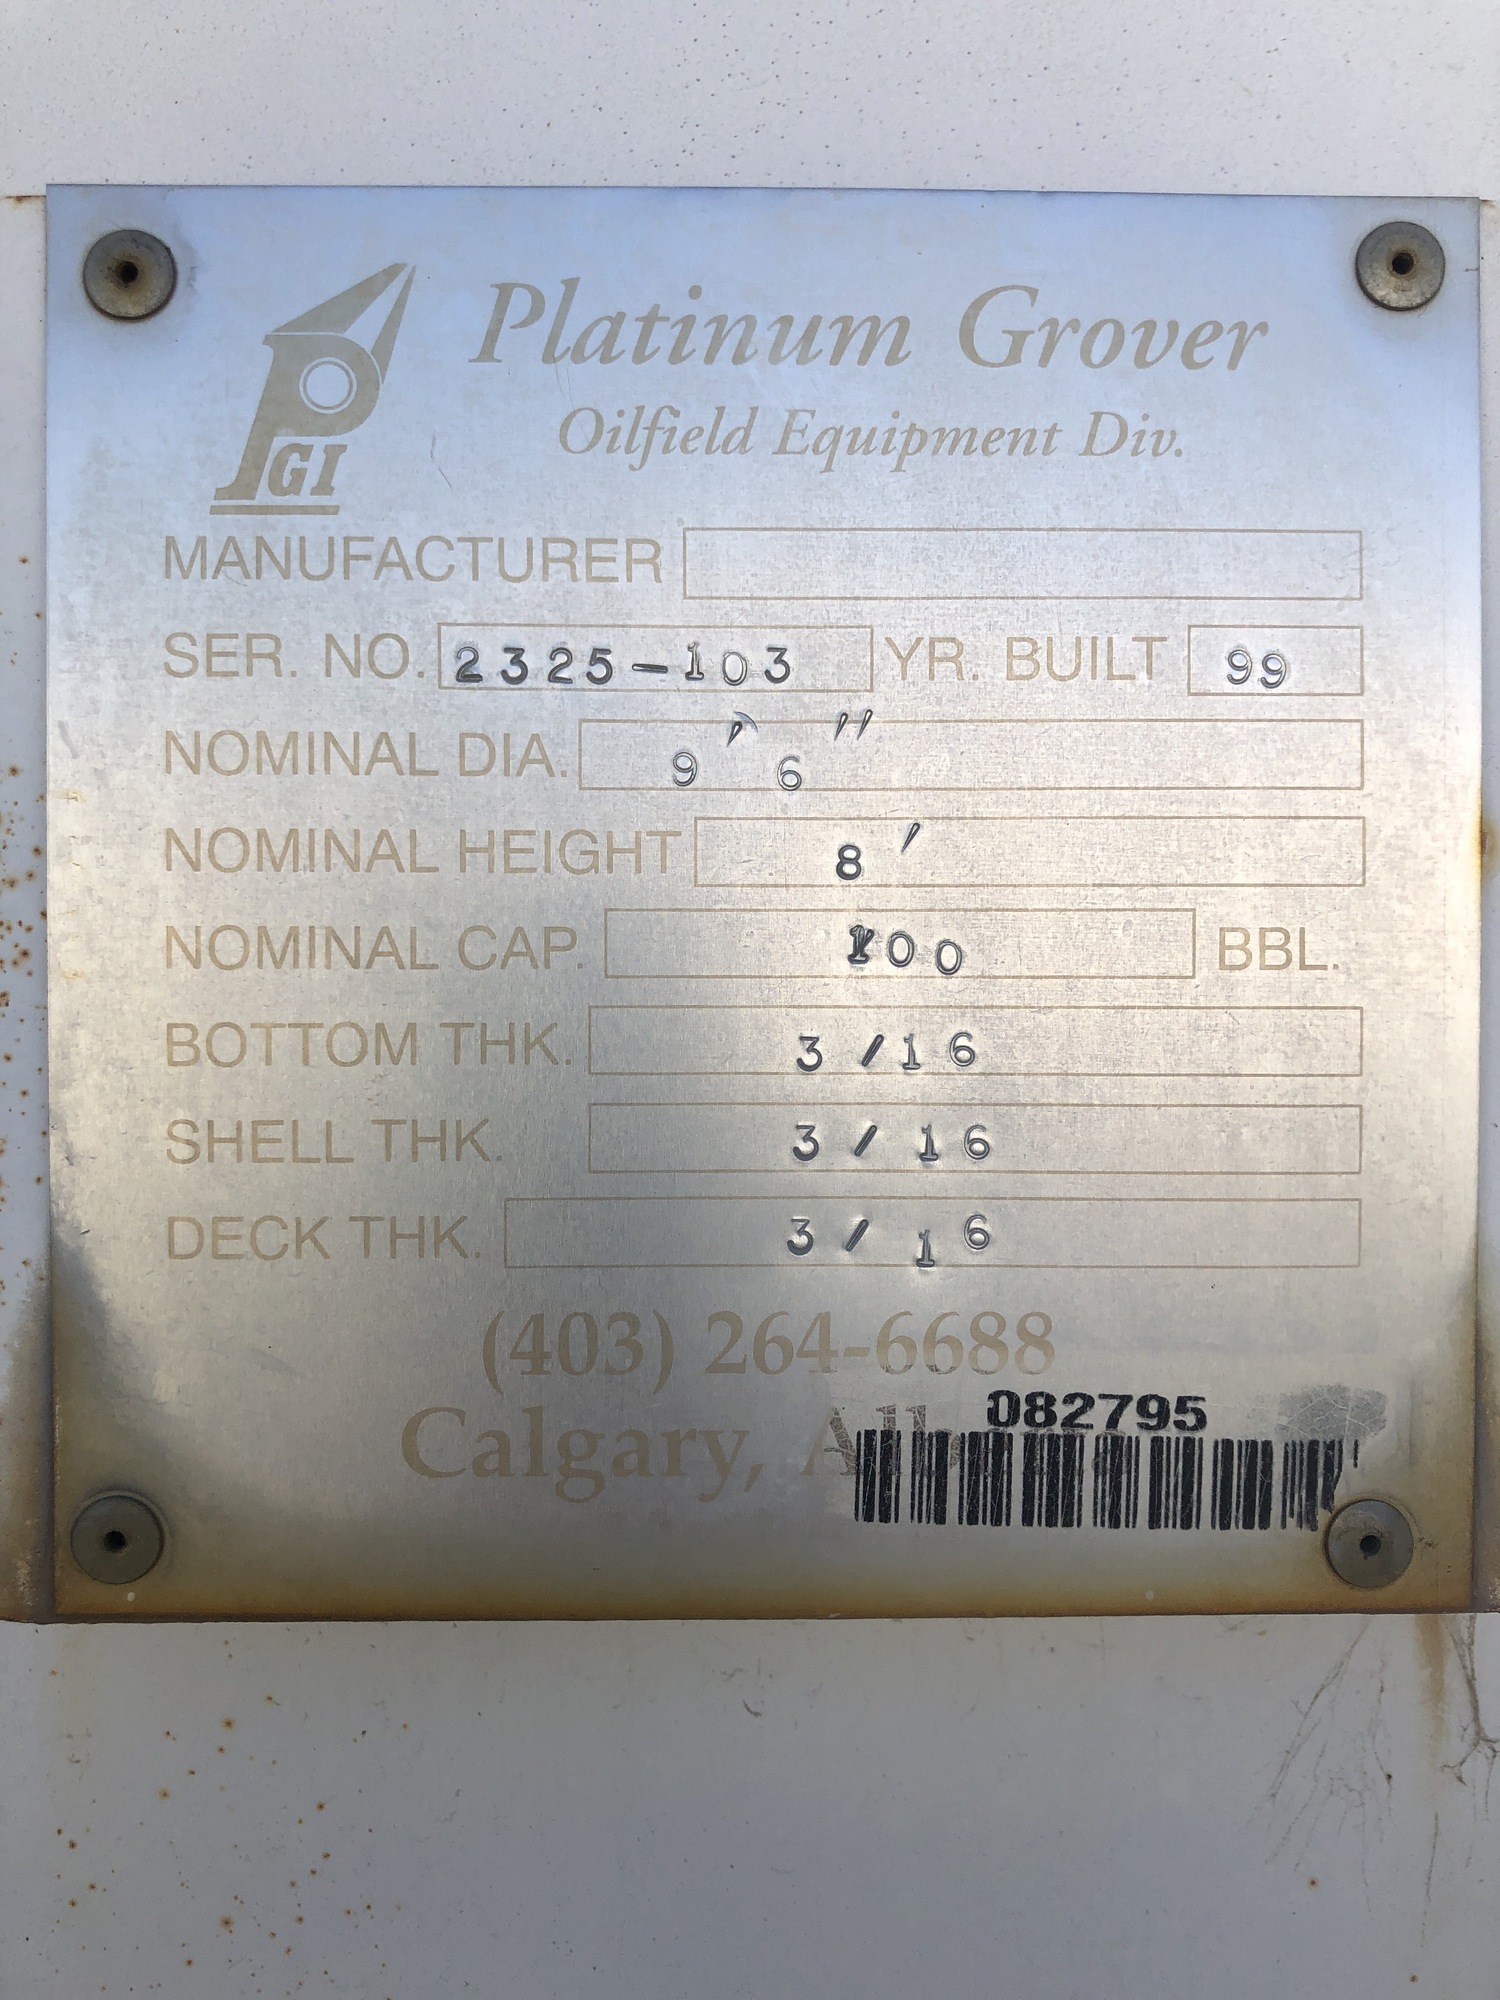 Platinum Grover
Oilfield Equipment Div.
PGI
MANUFACTURER
SER. NO. 2325-103 YR. BUILT 99
NOMINAL DIA. 9' 6"
NOMINAL HEIGHT 8'
NOMINAL CAP. 100 BBL.
BOTTOM THK. 3/16
SHELL THK. 3/16
DECK THK. 3/16
(403) 264-6688
Calgary,
082795